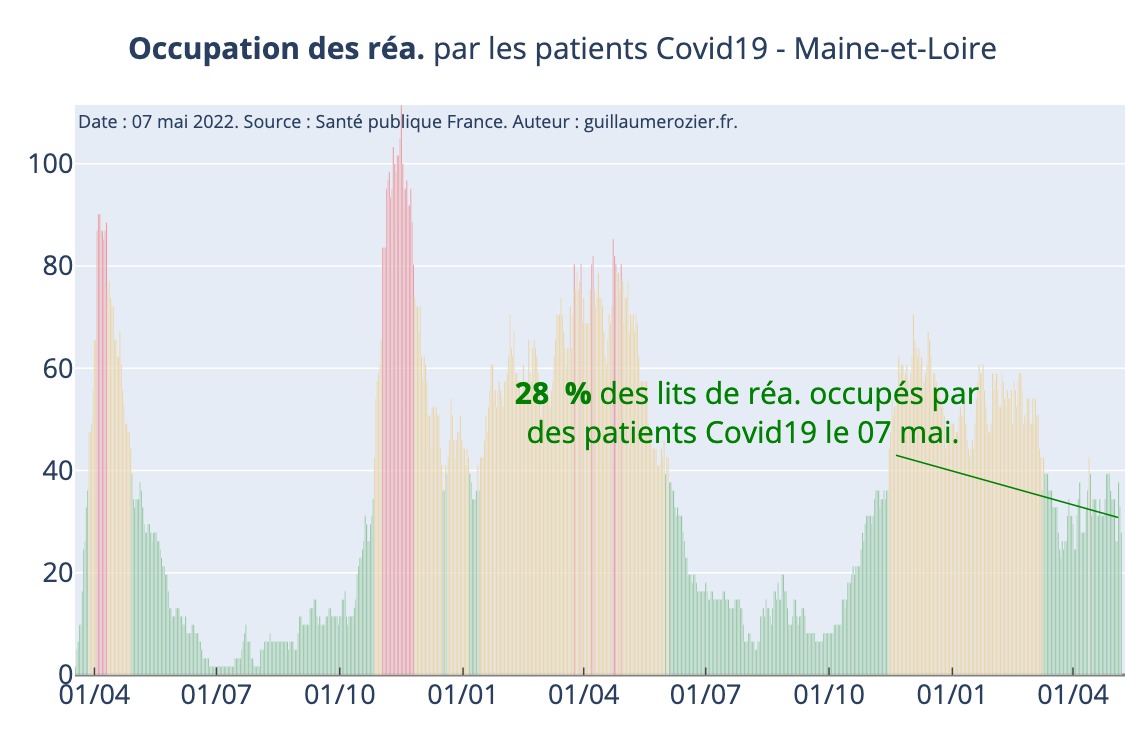 Occupation des réa. par les patients Covid19 - Maine-et-Loire
Date : 07 mai 2022. Source : Santé publique France. Auteur : guillaumerozier.fr.
100
80
60
40
20
0
28 % des lits de réa. occupés par
des patients Covid19 le 07 mai.
01/04 01/07 01/10 01/01 01/04 01/07 01/10 01/01 01/04